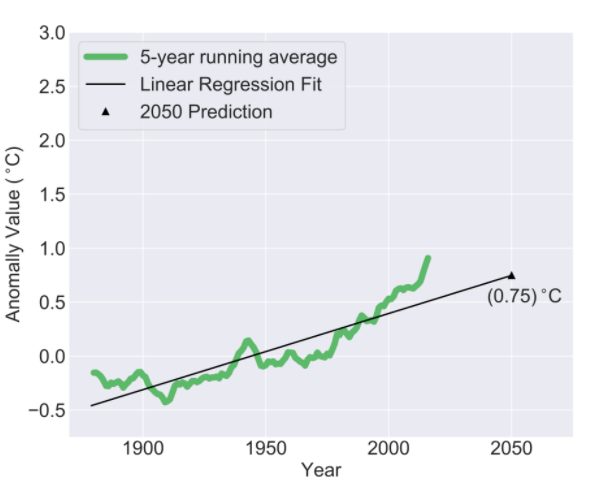 3.0
2.5
2.0
1.5
1.0
0.5
0.0
−0.5
Anomally Value (°C)
5-year running average
Linear Regression Fit
2050 Prediction
(0.75) °C
1900 1950 2000 2050
Year